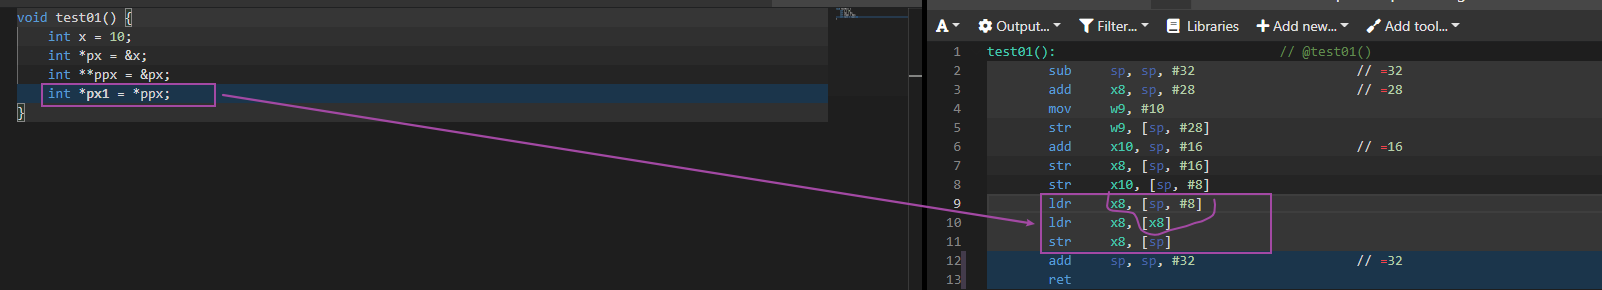 void test01() {
int x = 10;
int *px = &x;
int **ppx = &px;
int *px1 = *ppx;
}
A Output... Filter... Libraries Add new... Add tool...
1 test01(): // @test01()
2 sub sp, sp, #32 // =32
3 add x8, sp, #28 // =28
4 mov w9, #10
5 str w9, [sp, #28]
6 add x10, sp, #16 // =16
7 str x8, [sp, #16]
8 str x10, [sp, #8]
9 ldr x8, [sp, #8]
10 ldr x8, [x8]
11 str x8, [sp]
12 add sp, sp, #32 // =32
13 ret